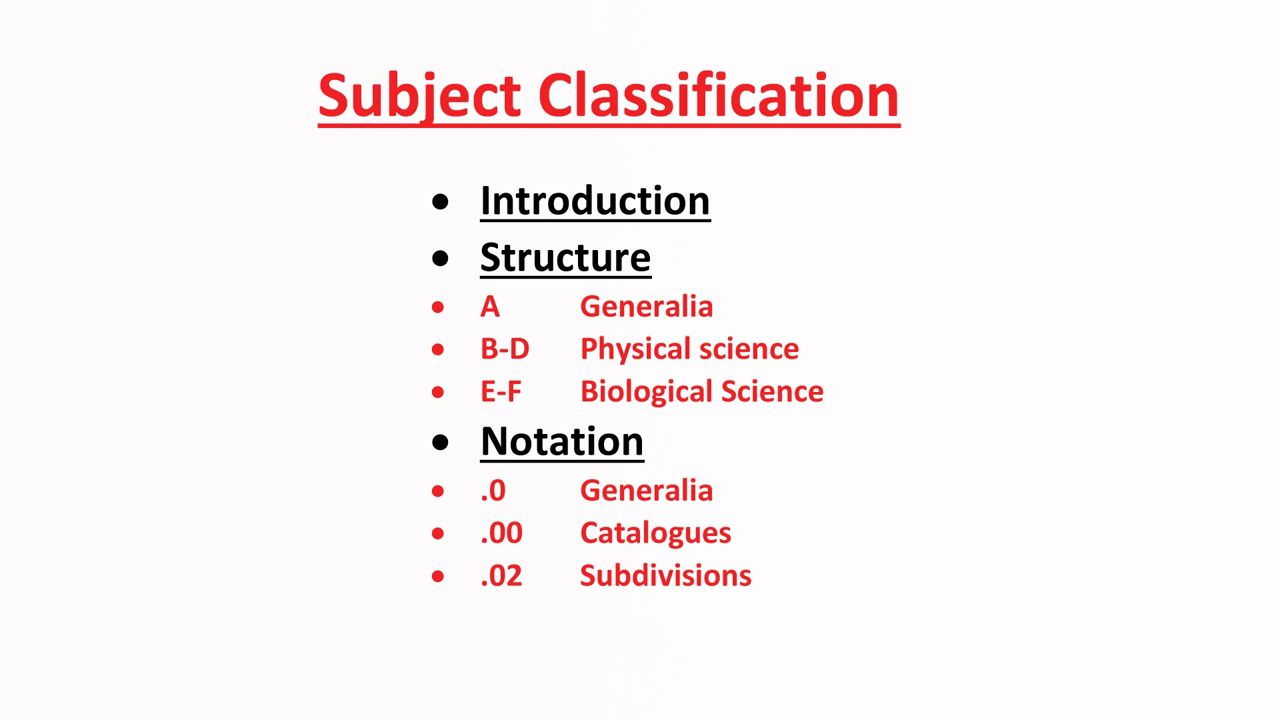 Subject Classification
• Introduction
• Structure
• A Generalia
• B-D Physical science
• E-F Biological Science
• Notation
• .0 Generalia
• .00 Catalogues
• .02 Subdivisions